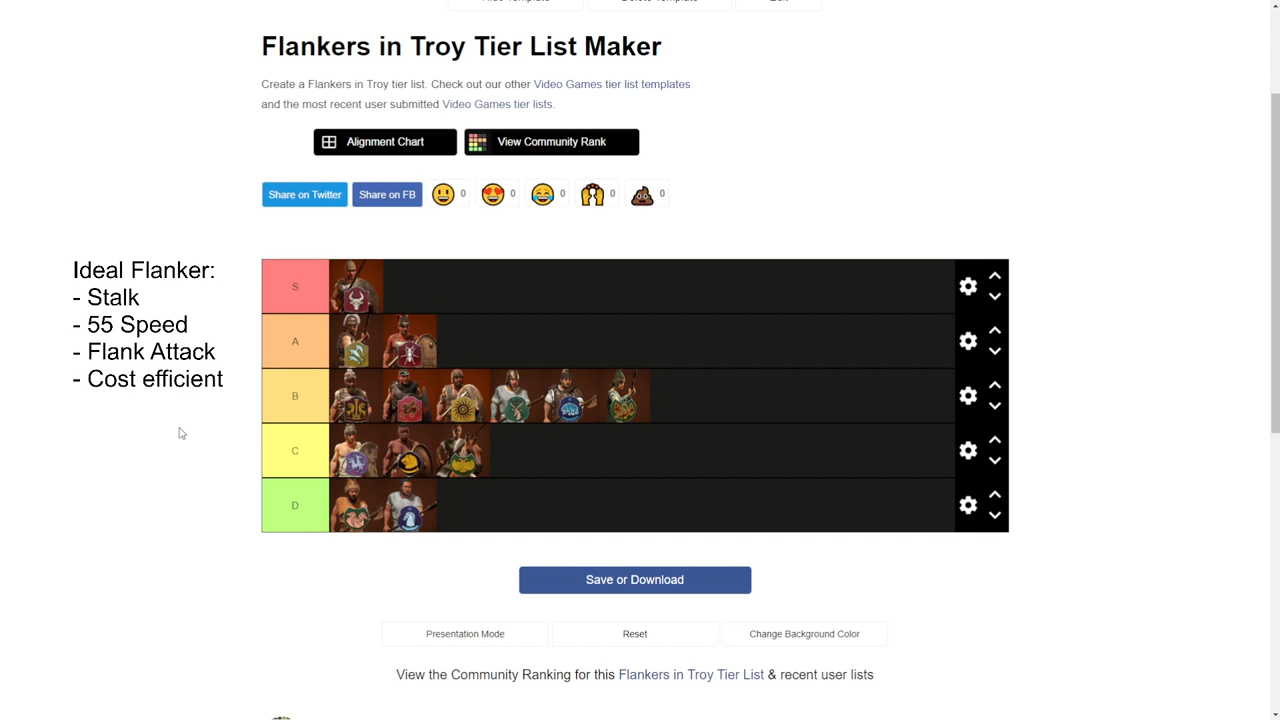 Flankers in Troy Tier List Maker
Create a Flankers in Troy tier list. Check out our other Video Games tier list templates
and the most recent user submitted Video Games tier lists.
Alignment Chart
View Community Rank
Share on Twitter
Share on FB
0
0
0
0
0
Ideal Flanker:
- Stalk
- 55 Speed
- Flank Attack
- Cost efficient
S
A
B
C
D
Save or Download
Presentation Mode
Reset
Change Background Color
View the Community Ranking for this Flankers in Troy Tier List & recent user lists